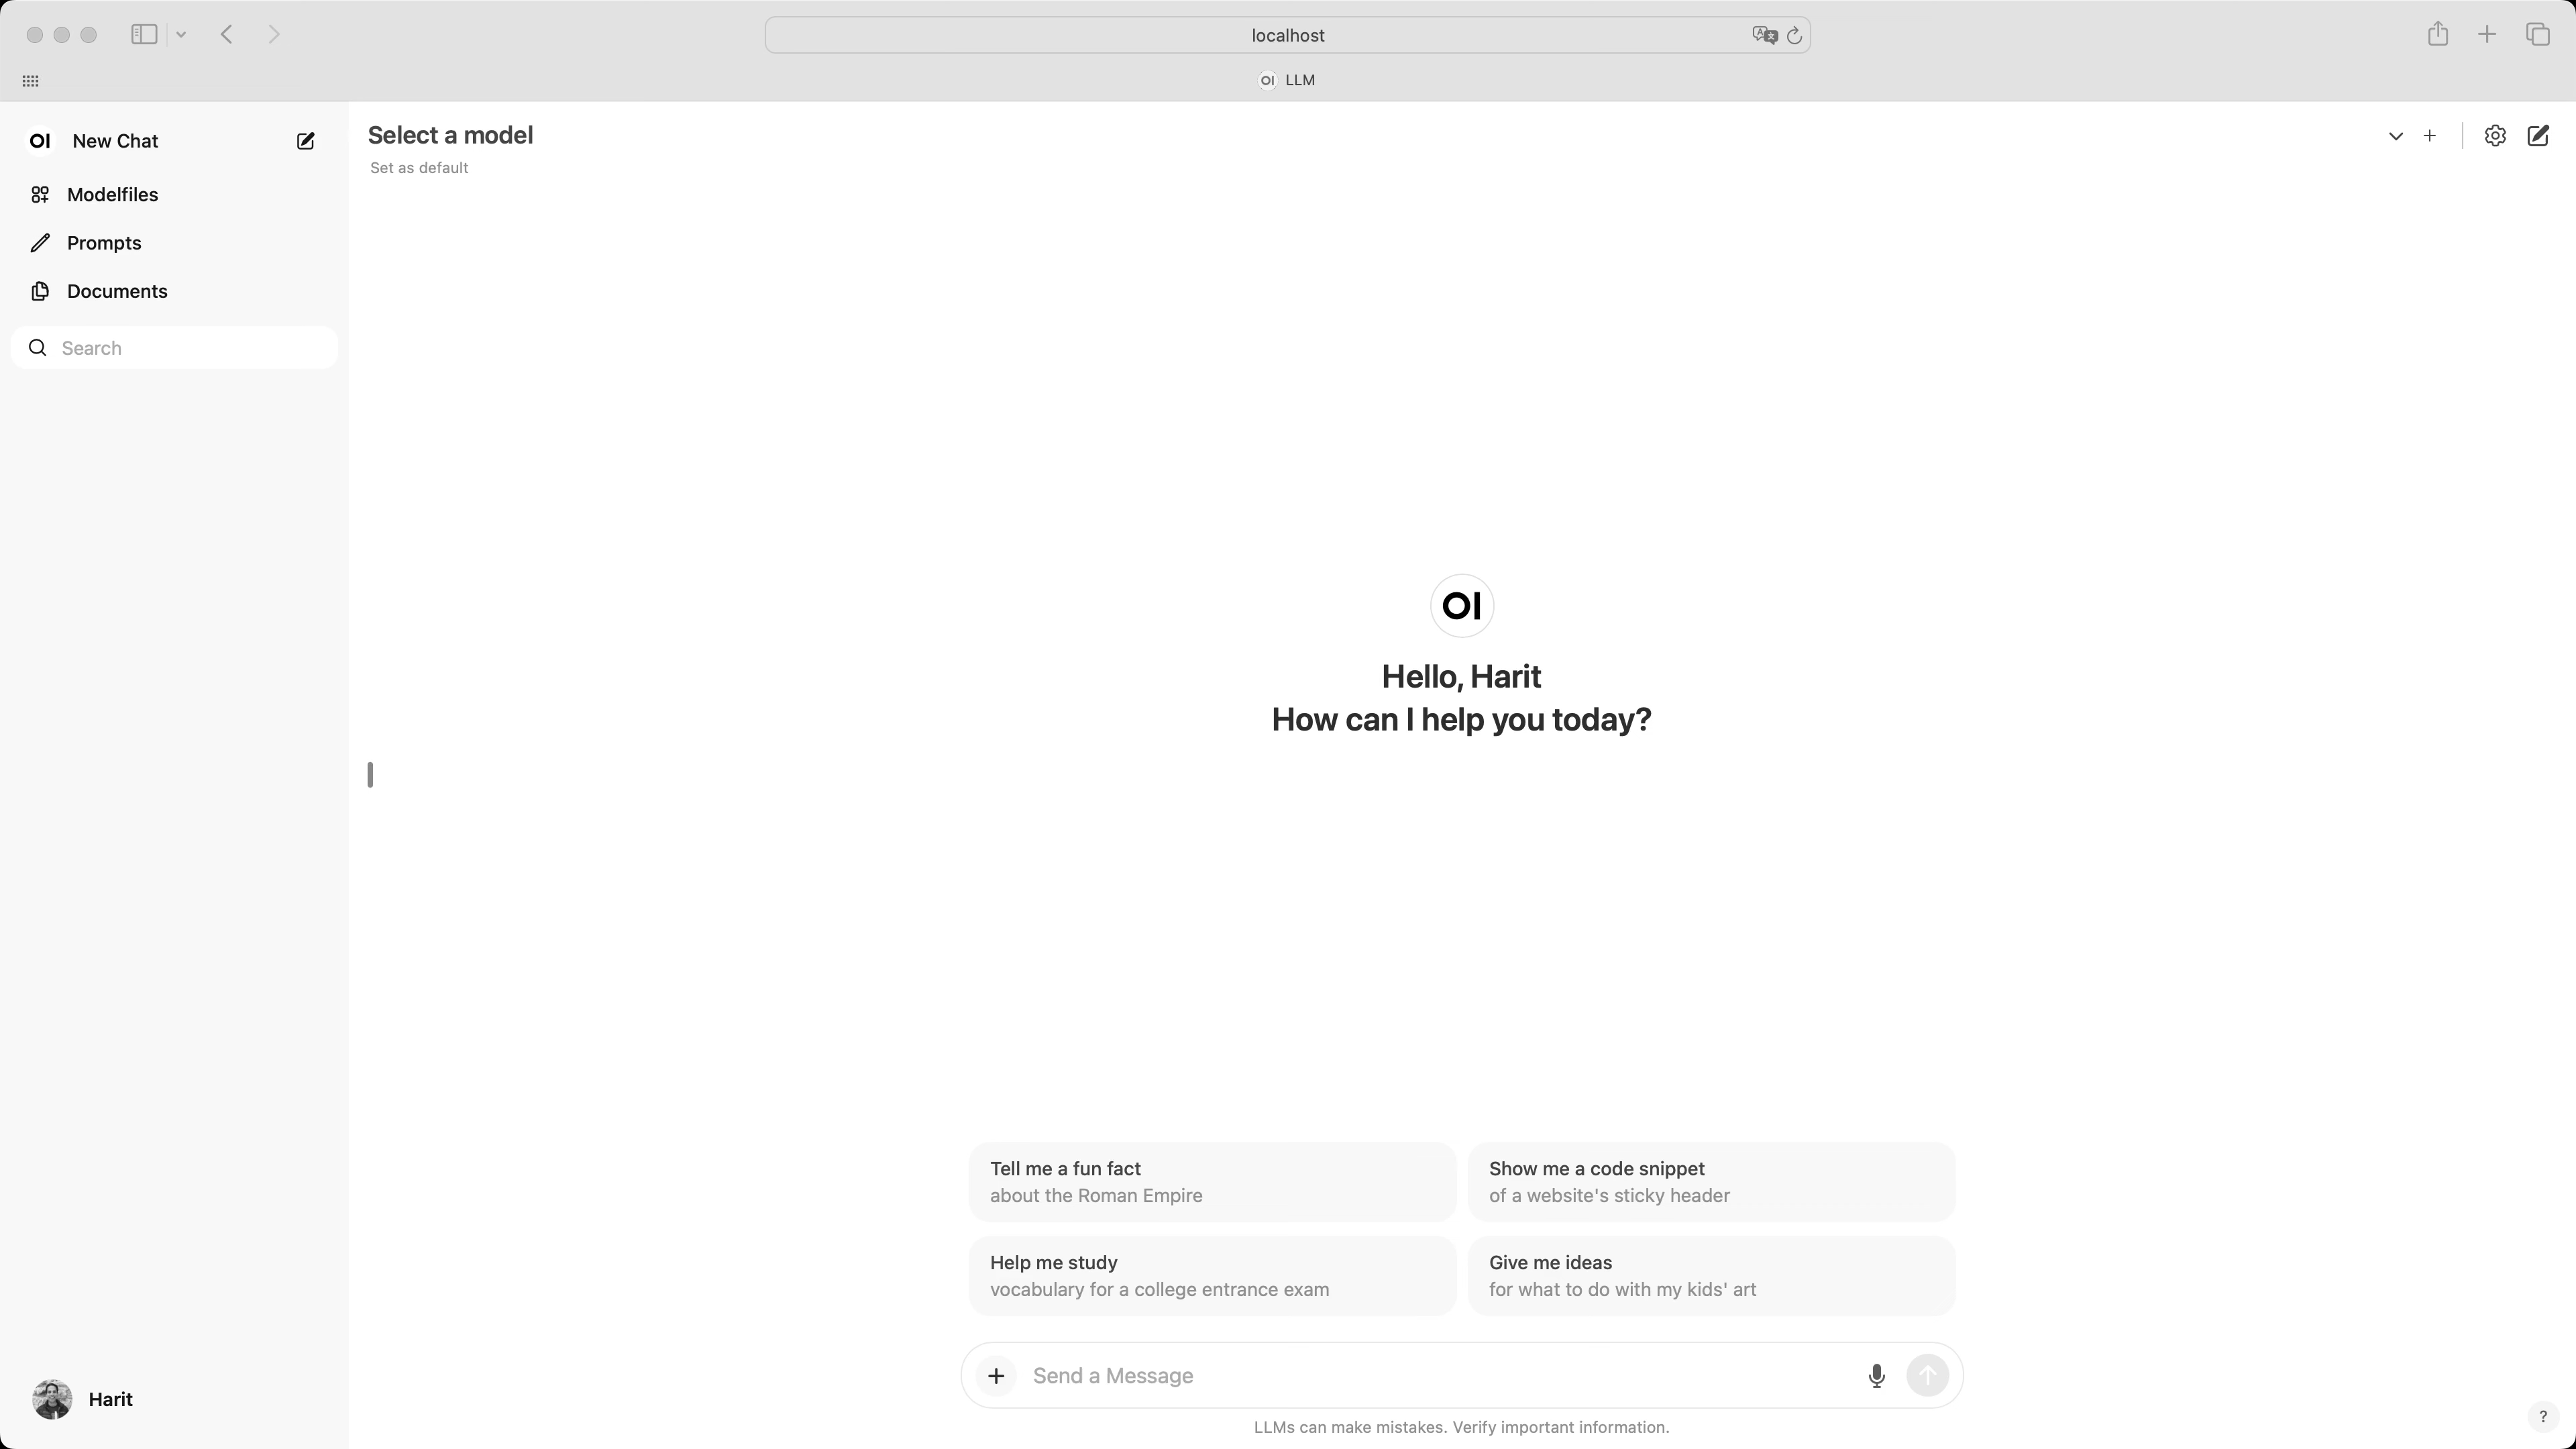 localhost
OI LLM
OI New Chat
Modelfiles
Prompts
Documents
Search
Harit
Select a model
Set as default
OI
Hello, Harit
How can I help you today?
Tell me a fun fact
about the Roman Empire
Show me a code snippet
of a website's sticky header
Help me study
vocabulary for a college entrance exam
Give me ideas
for what to do with my kids' art
Send a Message
LLMs can make mistakes. Verify important information.
?